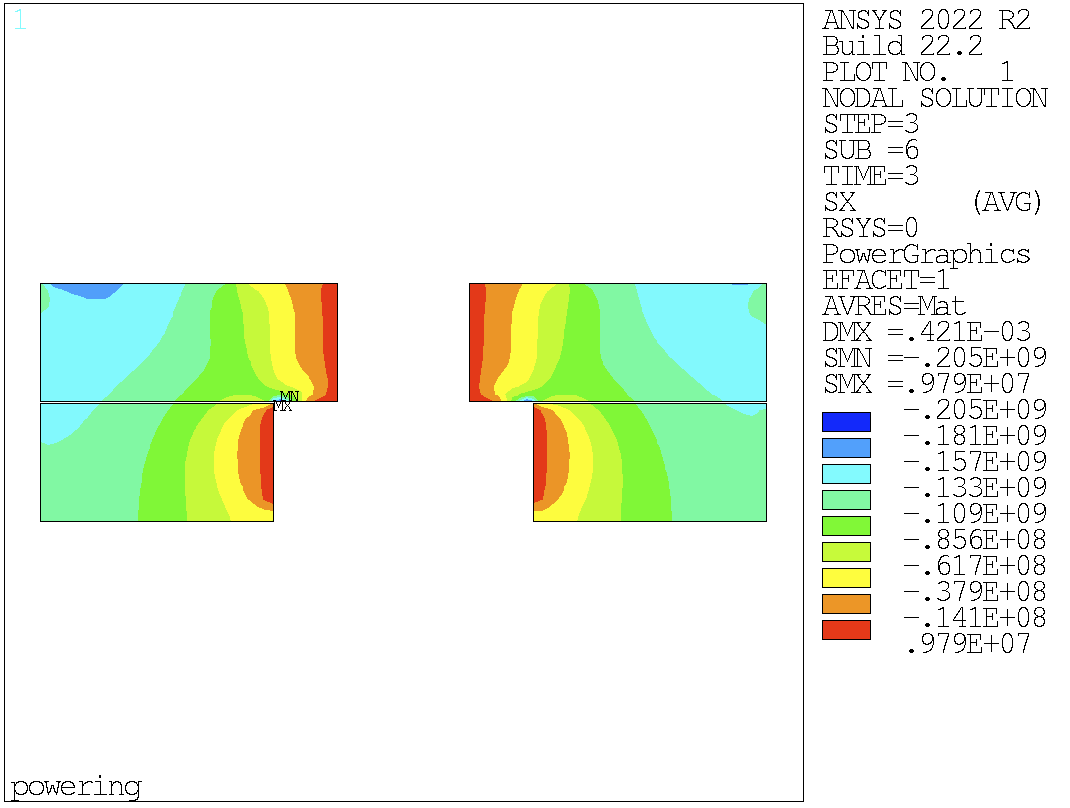 1
ANSYS 2022 R2
Build 22.2
PLOT NO. 1
NODAL SOLUTION
STEP=3
SUB =6
TIME=3
SX (AVG)
RSYS=0
PowerGraphics
EFACET=1
AVRES=Mat
DMX =.421E-03
SMN =-.205E+09
SMX =.979E+07
-.205E+09
-.181E+09
-.157E+09
-.133E+09
-.109E+09
-.856E+08
-.617E+08
-.379E+08
-.141E+08
.979E+07
MN
MX
powering